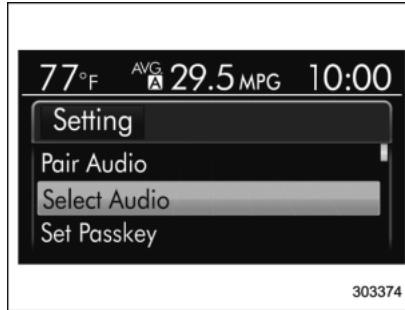 77°F AVG. A 29.5 MPG 10:00
Setting
Pair Audio
Select Audio
Set Passkey
303374